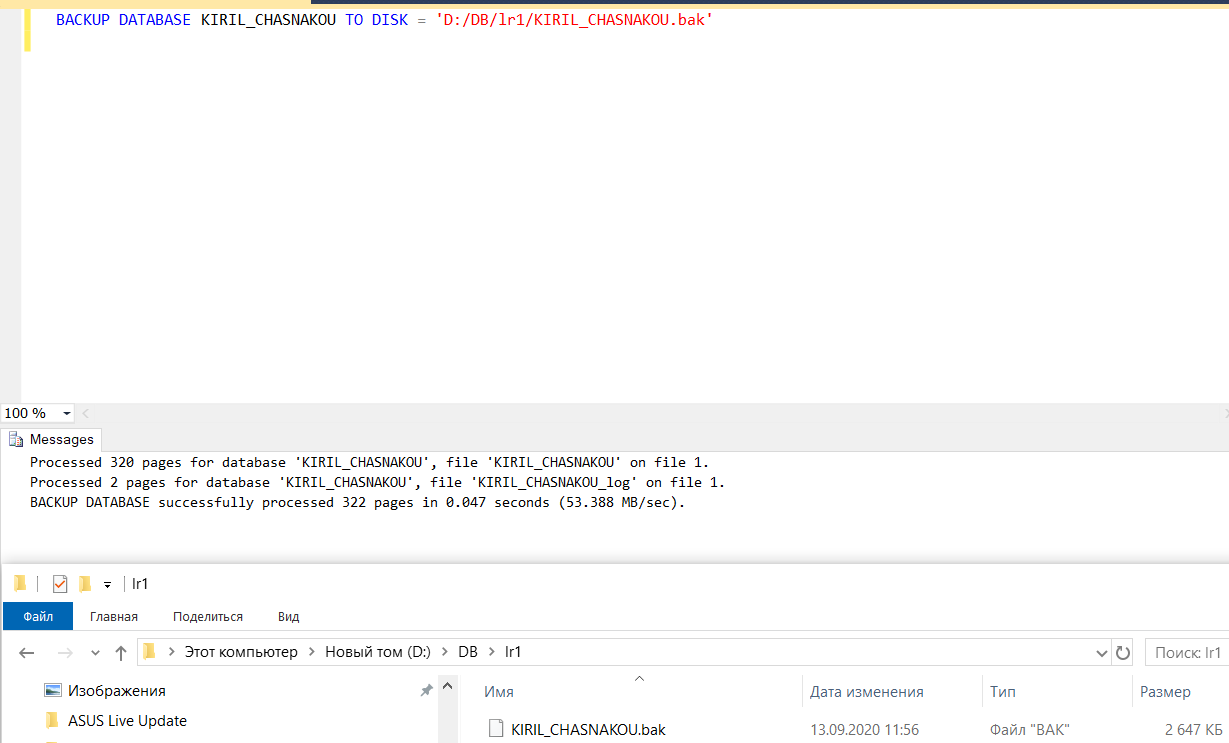 BACKUP DATABASE KIRIL_CHASNAKOU TO DISK = 'D:/DB/lr1/KIRIL_CHASNAKOU.bak'
100 %
Messages
Processed 320 pages for database 'KIRIL_CHASNAKOU', file 'KIRIL_CHASNAKOU' on file 1.
Processed 2 pages for database 'KIRIL_CHASNAKOU', file 'KIRIL_CHASNAKOU_log' on file 1.
BACKUP DATABASE successfully processed 322 pages in 0.047 seconds (53.388 MB/sec).
lr1
Файл Главная Поделиться Вид
Этот компьютер > Новый том (D:) > DB > lr1 Поиск: lr1
Изображения Имя Дата изменения Тип Размер
ASUS Live Update KIRIL_CHASNAKOU.bak 13.09.2020 11:56 Файл "BAK" 2 647 КБ